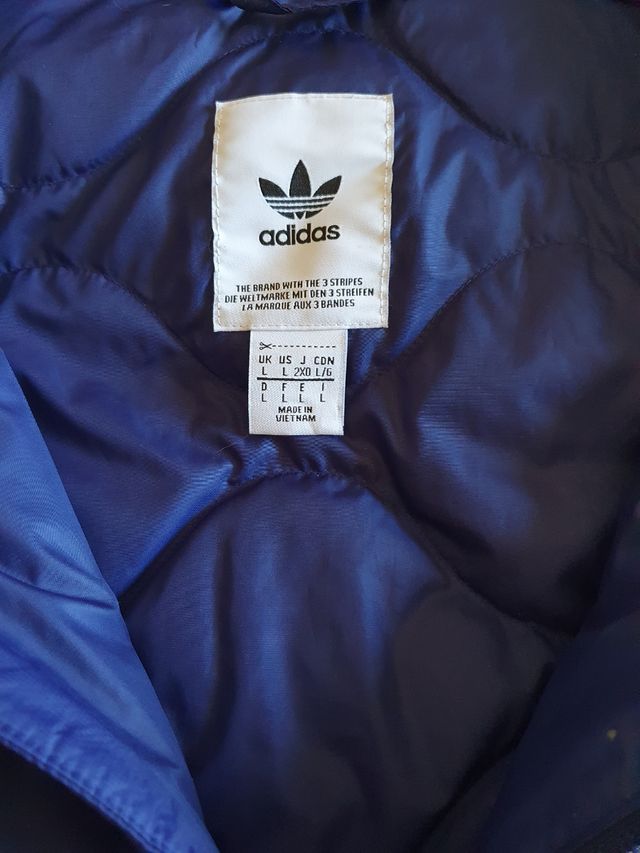 adidas
THE BRAND WITH THE 3 STRIPES
DIE WELTMARKE MIT DEN 3 STREIFEN
LA MARQUE AUX 3 BANDES
UK US J CDN
L L 2XO L/G
D F E I
L L L L
MADE IN
VIETNAM